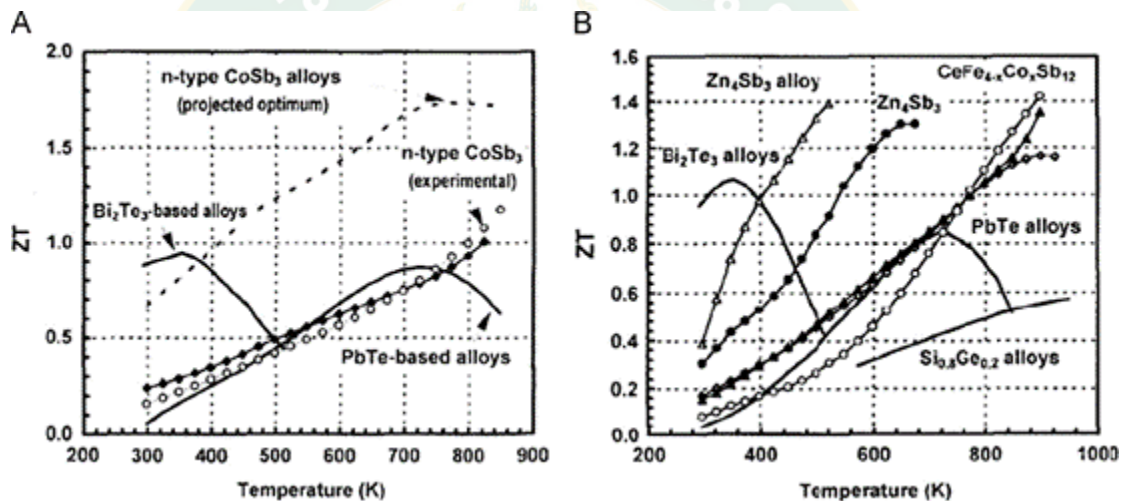 A
B
2.0
1.5
1.0
0.5
0.0
ZT
n-type CoSb3 alloys
(projected optimum)
n-type CoSb3
(experimental)
Bi2Te3-based alloys
PbTe-based alloys
200 300 400 500 600 700 800 900
Temperature (K)
1.6
1.4
1.2
1.0
0.8
0.6
0.4
0.2
0.0
ZT
Zn4Sb3 alloy
CeFe4-xCoxSb12
Zn4Sb3
Bi2Te3 alloys
PbTe alloys
Si0.8Ge0.2 alloys
200 400 600 800 1000
Temperature (K)